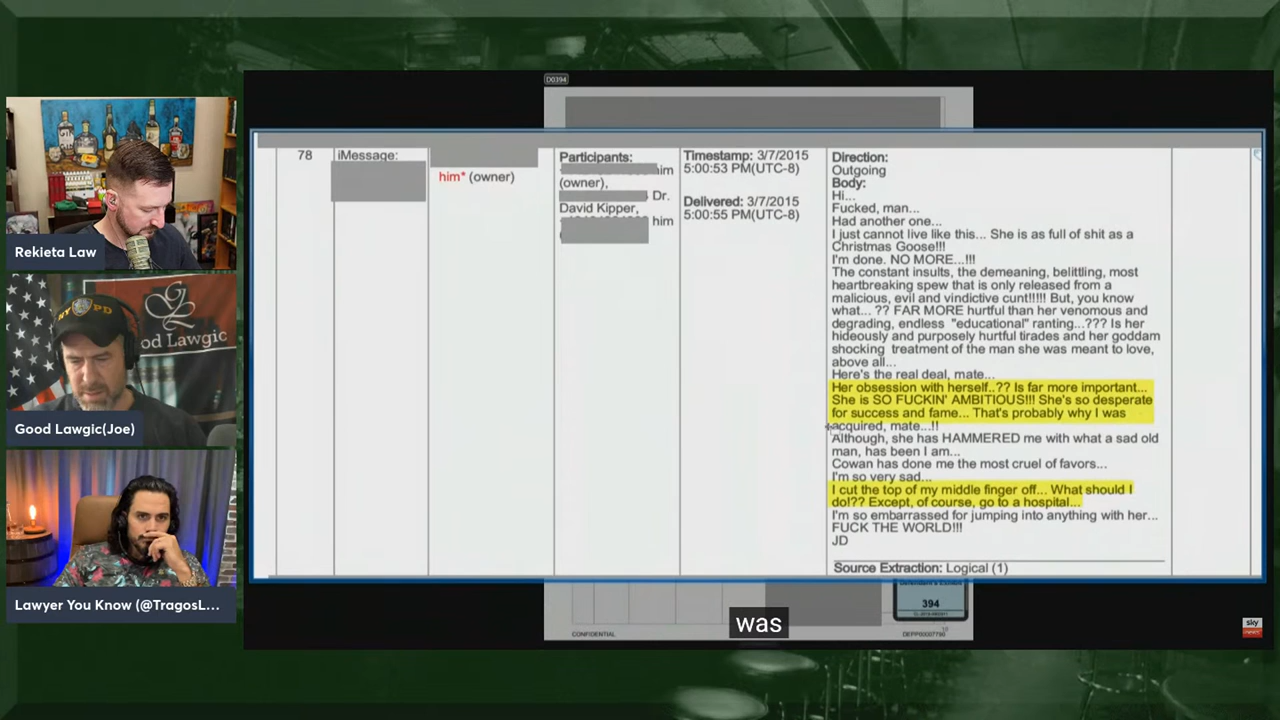 D0394
78
iMessage:
him* (owner)
Participants:
him
(owner),
Dr.
David Kipper,
him
Timestamp: 3/7/2015
5:00:53 PM(UTC-8)
Delivered: 3/7/2015
5:00:55 PM(UTC-8)
Direction:
Outgoing
Body:
Hi...
Fucked, man...
Had another one...
I just cannot live like this... She is as full of shit as a
Christmas Goose!!!
I'm done. NO MORE...!!!
The constant insults, the demeaning, belittling, most
heartbreaking spew that is only released from a
malicious, evil and vindictive cunt!!!!! But, you know
what... ?? FAR MORE hurtful than her venomous and
degrading, endless "educational" ranting...??? Is her
hideously and purposely hurtful tirades and her goddam
shocking treatment of the man she was meant to love,
above all...
Here's the real deal, mate...
Her obsession with herself..?? Is far more important...
She is SO FUCKIN' AMBITIOUS!!! She's so desperate
for success and fame... That's probably why I was
acquired, mate...!!
Although, she has HAMMERED me with what a sad old
man, has been I am...
Cowan has done me the most cruel of favors...
I'm so very sad...
I cut the top of my middle finger off... What should I
do!?? Except, of course, go to a hospital...
I'm so embarrassed for jumping into anything with her...
FUCK THE WORLD!!!
JD
Source Extraction: Logical (1)
394
CONFIDENTIAL
was
sky
news
Rekieta Law
NYPD
od Lawgic
Good Lawgic(Joe)
Lawyer You Know (@TragosL...